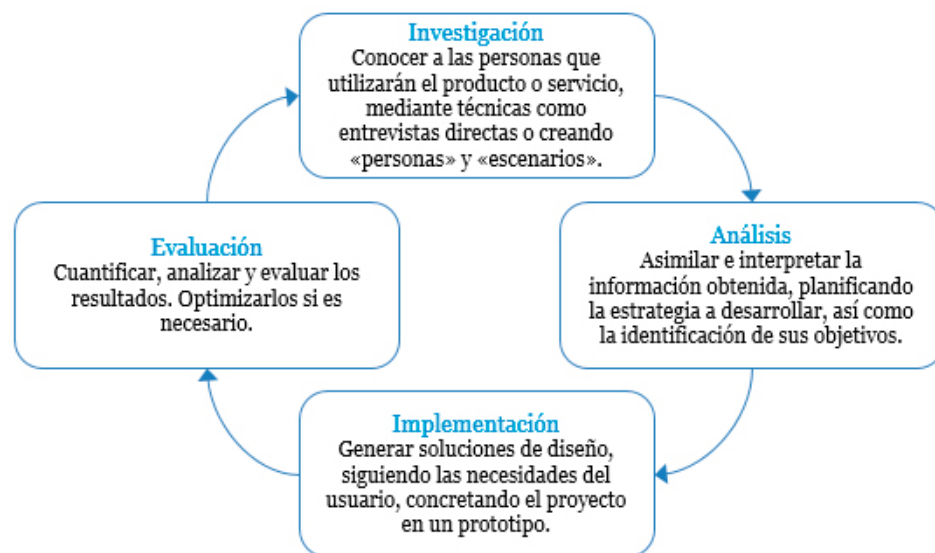 Investigación
Conocer a las personas que
utilizarán el producto o servicio,
mediante técnicas como
entrevistas directas o creando
«personas» y «escenarios».
Análisis
Asimilar e interpretar la
información obtenida, planificando
la estrategia a desarrollar, así como
la identificación de sus objetivos.
Implementación
Generar soluciones de diseño,
siguiendo las necesidades del
usuario, concretando el proyecto
en un prototipo.
Evaluación
Cuantificar, analizar y evaluar los
resultados. Optimizarlos si es
necesario.